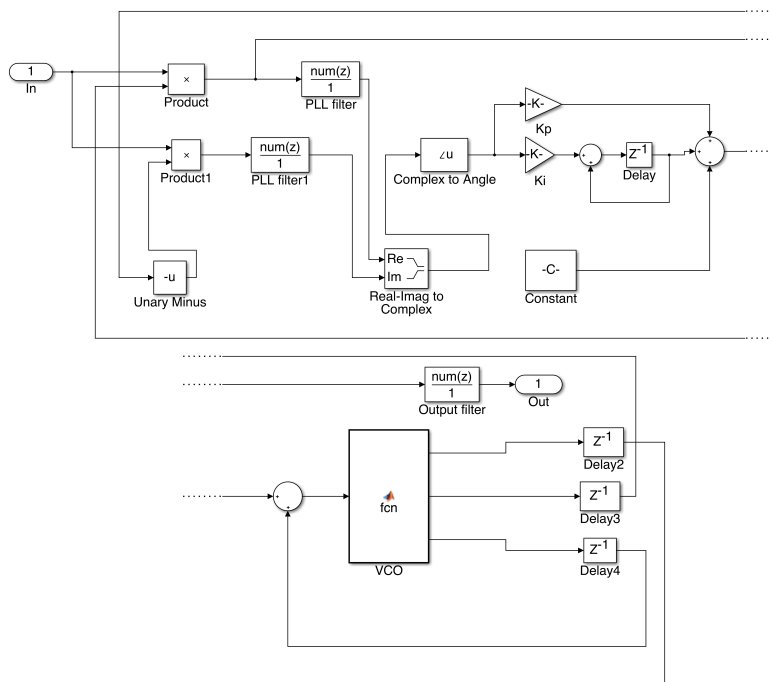 1
In
×
Product
num(z)
1
PLL filter
-K-
Kp
×
Product1
num(z)
1
PLL filter1
∠u
Complex to Angle
-K-
Ki
Z-1
Delay
-u
Unary Minus
Re
Im
Real-Imag to
Complex
-C-
Constant
num(z)
1
Output filter
1
Out
fcn
VCO
Z-1
Delay2
Z-1
Delay3
Z-1
Delay4